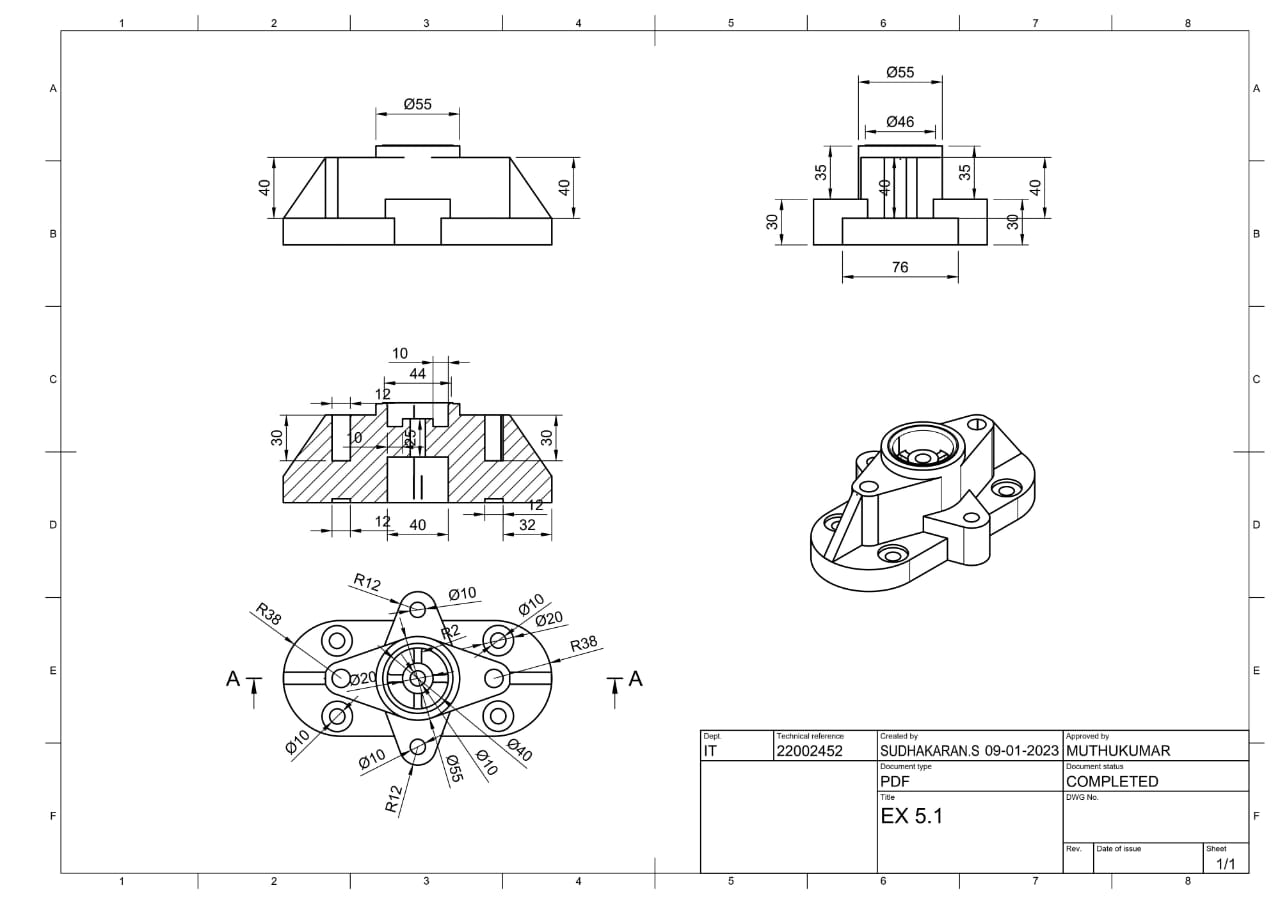 1 2 3 4 5 6 7 8
A A
Ø55
Ø55
Ø46
40 40
35 40 35 40
30 30
B B
76
C C
10
44
12
30 10 25 30
12 40 12 32
D D
R12 Ø10
R38 Ø10 Ø20
R2 R38
E E
A Ø20 A
Ø10 Ø10 Ø55 Ø10 Ø40
R12
F F
Dept. Technical reference Created by Approved by
IT 22002452 SUDHAKARAN.S 09-01-2023 MUTHUKUMAR
Document type Document status
PDF COMPLETED
Title DWG No.
EX 5.1
Rev. Date of issue Sheet
1/1
1 2 3 4 5 6 7 8